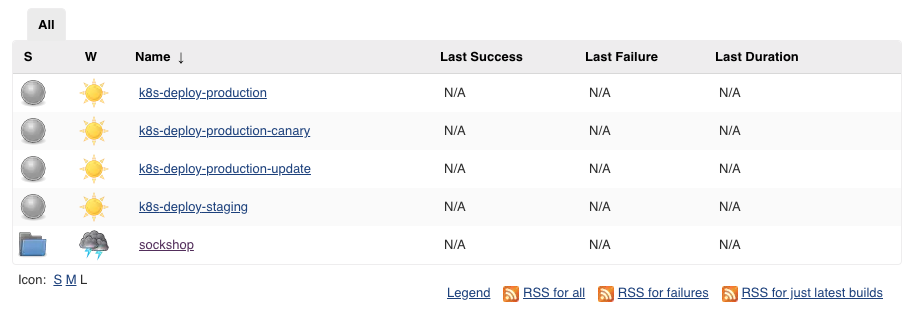 All
S W Name ↓ Last Success Last Failure Last Duration
k8s-deploy-production N/A N/A N/A
k8s-deploy-production-canary N/A N/A N/A
k8s-deploy-production-update N/A N/A N/A
k8s-deploy-staging N/A N/A N/A
sockshop N/A N/A N/A
Icon: S M L
Legend RSS for all RSS for failures RSS for just latest builds